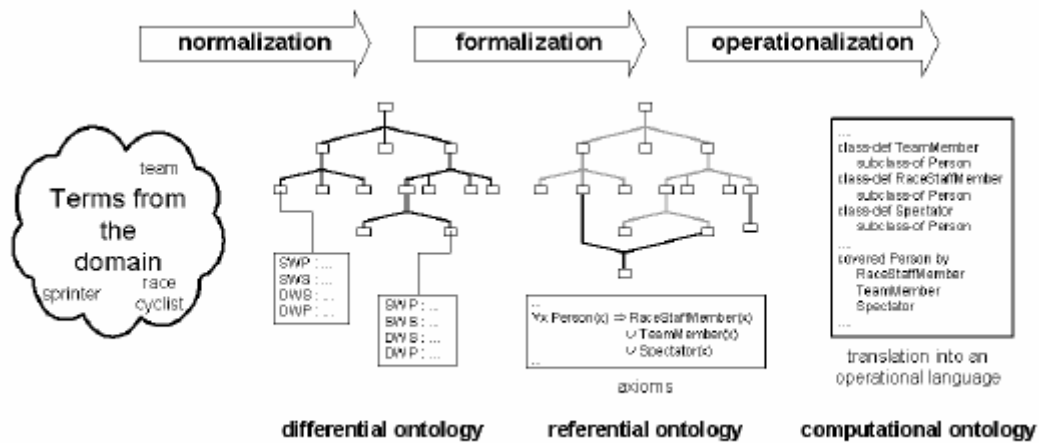 normalization
formalization
operationalization
team
Terms from
the
domain
race
sprinter
cyclist
SWP : ...
SWS : ...
DWS : ...
DWP : ...
SWP : ...
SWS : ...
DWS : ...
DWP : ...
...
∀x Person(x) ⇒ RaceStaffMember(x)
∪ TeamMember(x)
∪ Spectator(x)
...
axioms
...
class-def TeamMember
subclass-of Person
class-def RaceStaffMember
subclass-of Person
class-def Spectator
subclass-of Person
...
covered Person by
RaceStaffMember
TeamMember
Spectator
...
translation into an
operational language
differential ontology
referential ontology
computational ontology